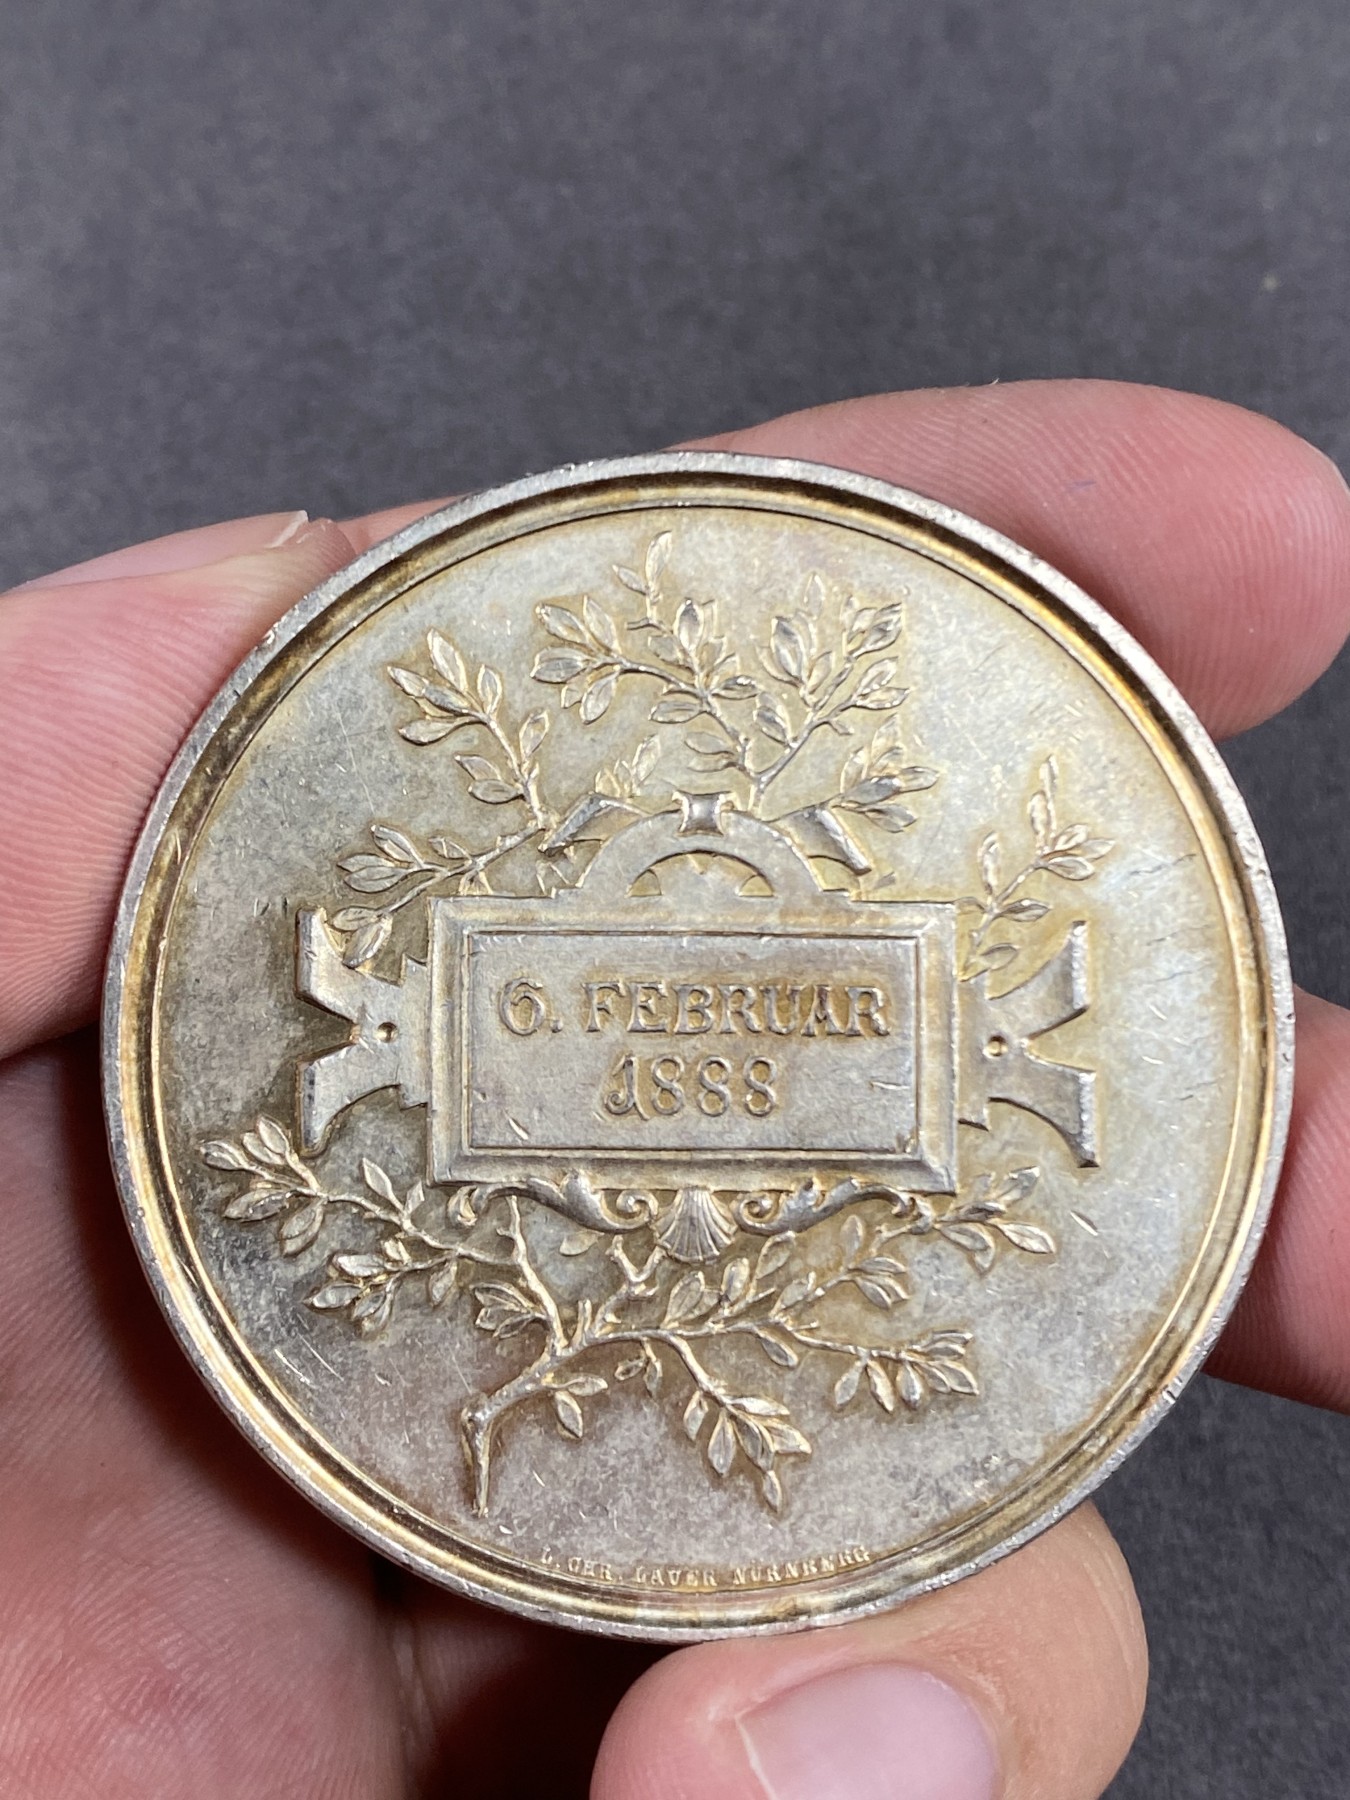 6. FEBRUAR
1888
L. CHR. LAUER NÜRNBERG